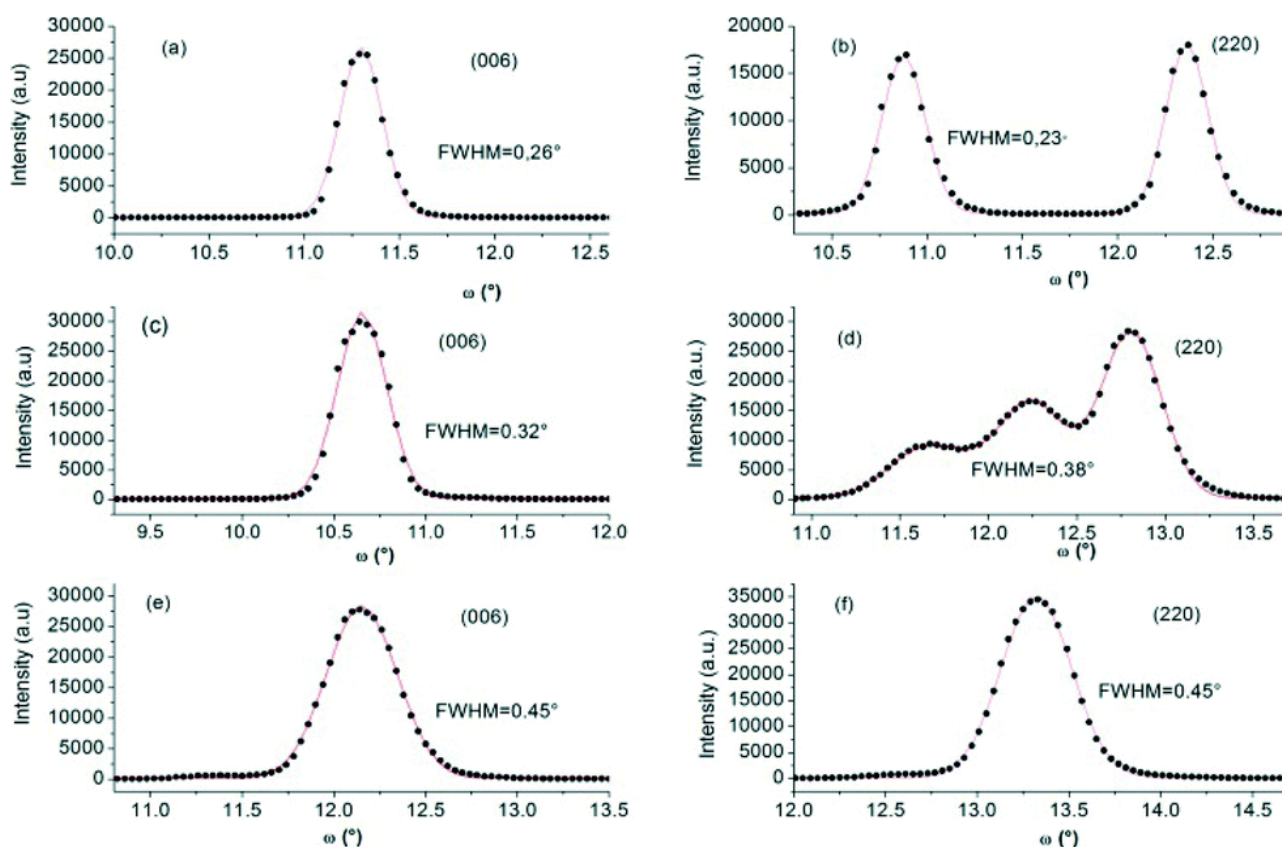 (a)
(006)
FWHM=0,26°
Intensity (a.u)
30000
25000
20000
15000
10000
5000
0
10.0 10.5 11.0 11.5 12.0 12.5
ω (°)
(b)
(220)
FWHM=0,23°
Intensity (a.u.)
20000
15000
10000
5000
0
10.5 11.0 11.5 12.0 12.5
ω (°)
(c)
(006)
FWHM=0.32°
Intensity (a.u)
30000
25000
20000
15000
10000
5000
0
9.5 10.0 10.5 11.0 11.5 12.0
ω (°)
(d)
(220)
FWHM=0.38°
Intensity (a.u.)
30000
25000
20000
15000
10000
5000
0
11.0 11.5 12.0 12.5 13.0 13.5
ω (°)
(e)
(006)
FWHM=0.45°
Intensity (a.u)
30000
25000
20000
15000
10000
5000
0
11.0 11.5 12.0 12.5 13.0 13.5
ω (°)
(f)
(220)
FWHM=0.45°
Intensity (a.u.)
35000
30000
25000
20000
15000
10000
5000
0
12.0 12.5 13.0 13.5 14.0 14.5
ω (°)